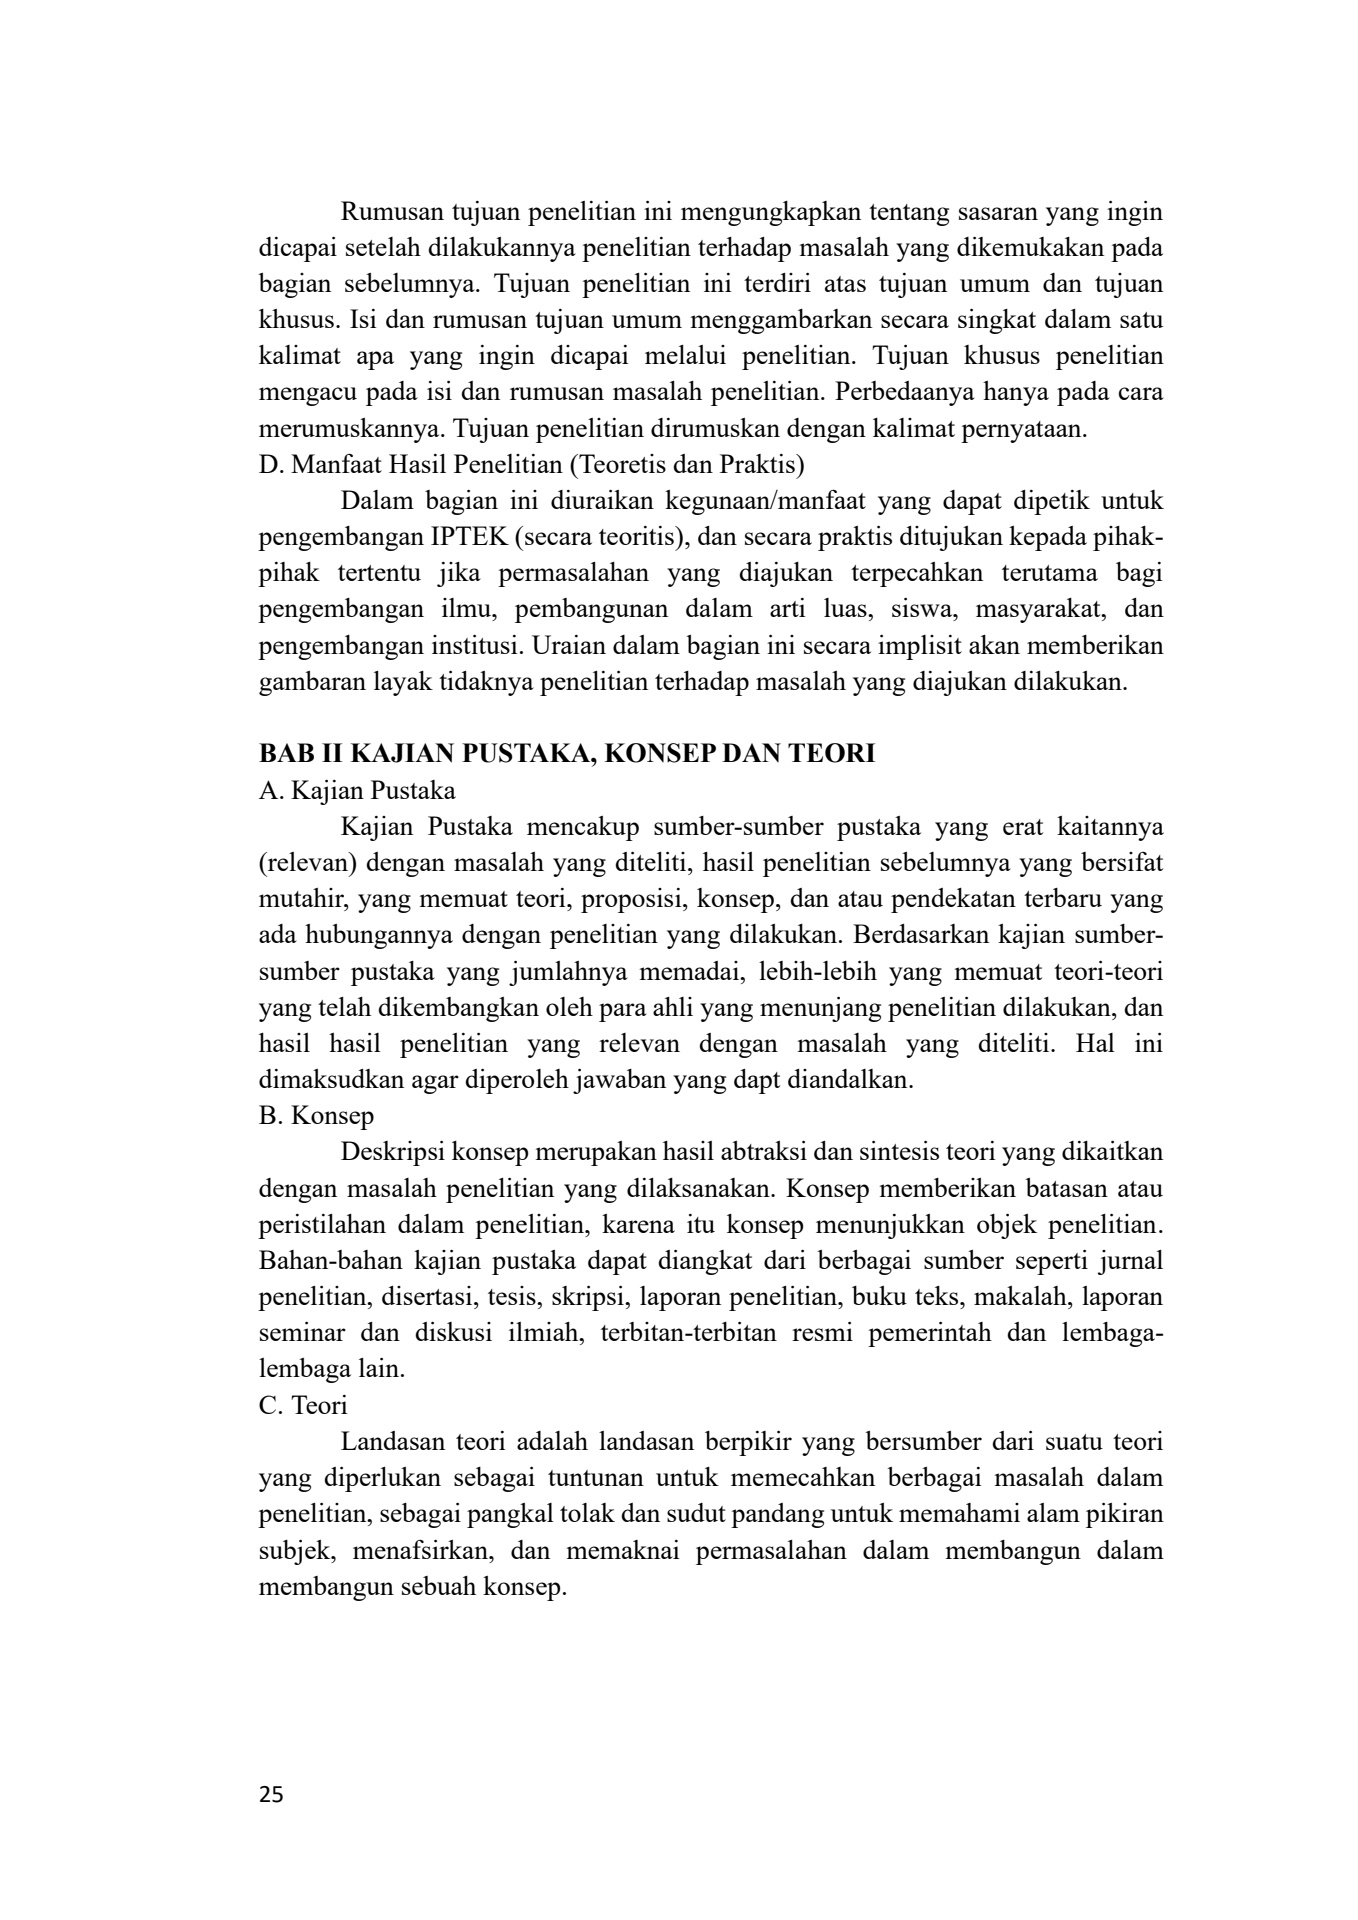 Rumusan tujuan penelitian ini mengungkapkan tentang sasaran yang ingin
dicapai setelah dilakukannya penelitian terhadap masalah yang dikemukakan pada
bagian sebelumnya. Tujuan penelitian ini terdiri atas tujuan umum dan tujuan
khusus. Isi dan rumusan tujuan umum menggambarkan secara singkat dalam satu
kalimat apa yang ingin dicapai melalui penelitian. Tujuan khusus penelitian
mengacu pada isi dan rumusan masalah penelitian. Perbedaanya hanya pada cara
merumuskannya. Tujuan penelitian dirumuskan dengan kalimat pernyataan.
D. Manfaat Hasil Penelitian (Teoretis dan Praktis)
Dalam bagian ini diuraikan kegunaan/manfaat yang dapat dipetik untuk
pengembangan IPTEK (secara teoritis), dan secara praktis ditujukan kepada pihak-
pihak tertentu jika permasalahan yang diajukan terpecahkan terutama bagi
pengembangan ilmu, pembangunan dalam arti luas, siswa, masyarakat, dan
pengembangan institusi. Uraian dalam bagian ini secara implisit akan memberikan
gambaran layak tidaknya penelitian terhadap masalah yang diajukan dilakukan.
BAB II KAJIAN PUSTAKA, KONSEP DAN TEORI
A. Kajian Pustaka
Kajian Pustaka mencakup sumber-sumber pustaka yang erat kaitannya
(relevan) dengan masalah yang diteliti, hasil penelitian sebelumnya yang bersifat
mutahir, yang memuat teori, proposisi, konsep, dan atau pendekatan terbaru yang
ada hubungannya dengan penelitian yang dilakukan. Berdasarkan kajian sumber-
sumber pustaka yang jumlahnya memadai, lebih-lebih yang memuat teori-teori
yang telah dikembangkan oleh para ahli yang menunjang penelitian dilakukan, dan
hasil hasil penelitian yang relevan dengan masalah yang diteliti. Hal ini
dimaksudkan agar diperoleh jawaban yang dapt diandalkan.
B. Konsep
Deskripsi konsep merupakan hasil abtraksi dan sintesis teori yang dikaitkan
dengan masalah penelitian yang dilaksanakan. Konsep memberikan batasan atau
peristilahan dalam penelitian, karena itu konsep menunjukkan objek penelitian.
Bahan-bahan kajian pustaka dapat diangkat dari berbagai sumber seperti jurnal
penelitian, disertasi, tesis, skripsi, laporan penelitian, buku teks, makalah, laporan
seminar dan diskusi ilmiah, terbitan-terbitan resmi pemerintah dan lembaga-
lembaga lain.
C. Teori
Landasan teori adalah landasan berpikir yang bersumber dari suatu teori
yang diperlukan sebagai tuntunan untuk memecahkan berbagai masalah dalam
penelitian, sebagai pangkal tolak dan sudut pandang untuk memahami alam pikiran
subjek, menafsirkan, dan memaknai permasalahan dalam membangun dalam
membangun sebuah konsep.
25